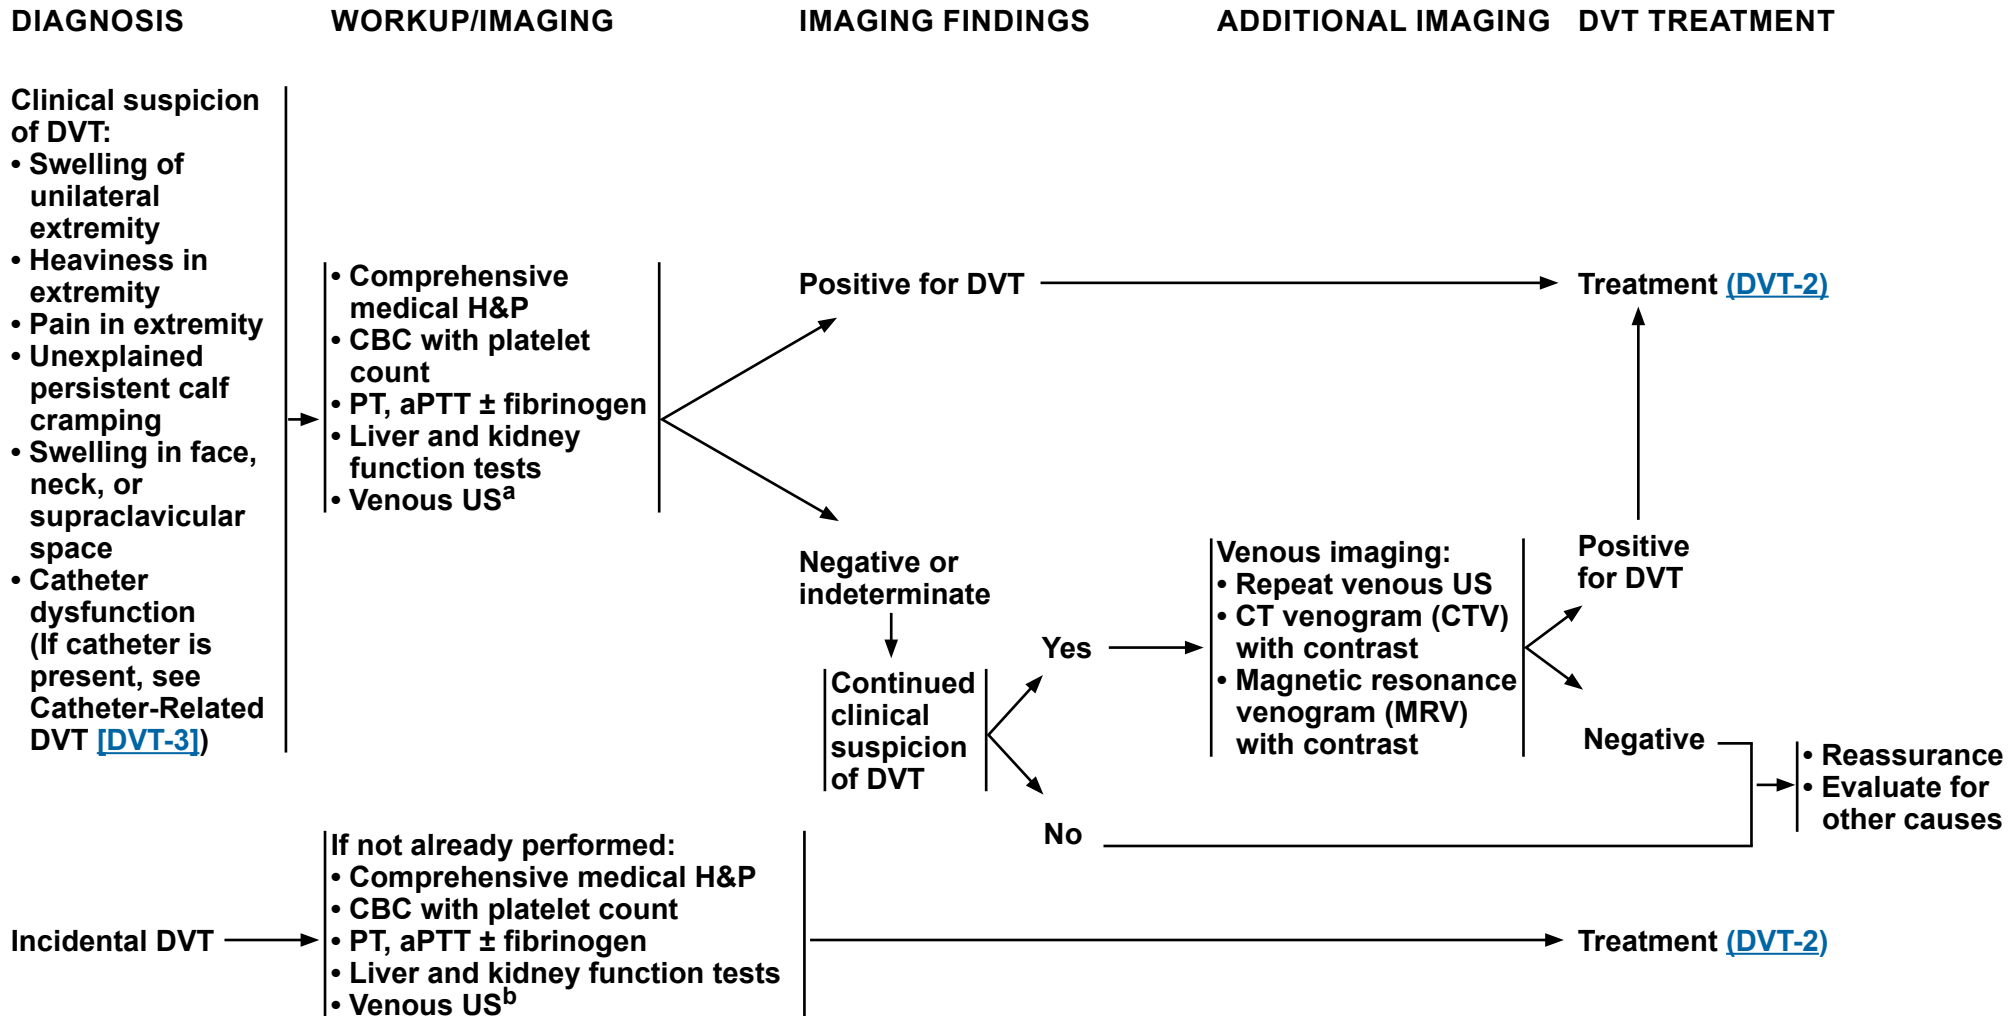 DIAGNOSIS
WORKUP/IMAGING
IMAGING FINDINGS
ADDITIONAL IMAGING
DVT TREATMENT
Clinical suspicion
of DVT:
• Swelling of
unilateral
extremity
• Heaviness in
extremity
• Pain in extremity
• Unexplained
persistent calf
cramping
• Swelling in face,
neck, or
supraclavicular
space
• Catheter
dysfunction
(If catheter is
present, see
Catheter-Related
DVT [DVT-3])
• Comprehensive
medical H&P
• CBC with platelet
count
• PT, aPTT ± fibrinogen
• Liver and kidney
function tests
• Venous USa
Positive for DVT
Treatment (DVT-2)
Negative or
indeterminate
Continued
clinical
suspicion
of DVT
Yes
No
Venous imaging:
• Repeat venous US
• CT venogram (CTV)
with contrast
• Magnetic resonance
venogram (MRV)
with contrast
Positive
for DVT
Negative
• Reassurance
• Evaluate for
other causes
Incidental DVT
If not already performed:
• Comprehensive medical H&P
• CBC with platelet count
• PT, aPTT ± fibrinogen
• Liver and kidney function tests
• Venous USb
Treatment (DVT-2)